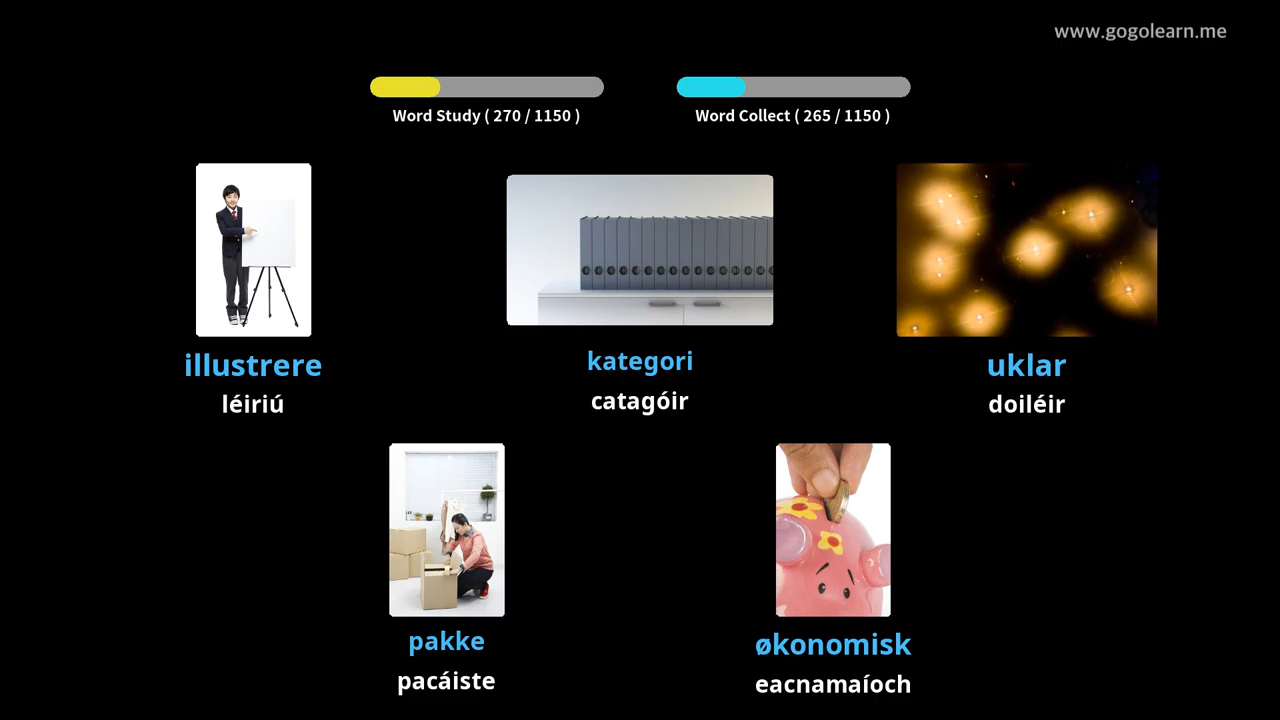 www.gogolearn.me
Word Study ( 270 / 1150 )
Word Collect ( 265 / 1150 )
illustrere
léiriú
kategori
catagóir
uklar
doiléir
pakke
pacáiste
økonomisk
eacnamaíoch